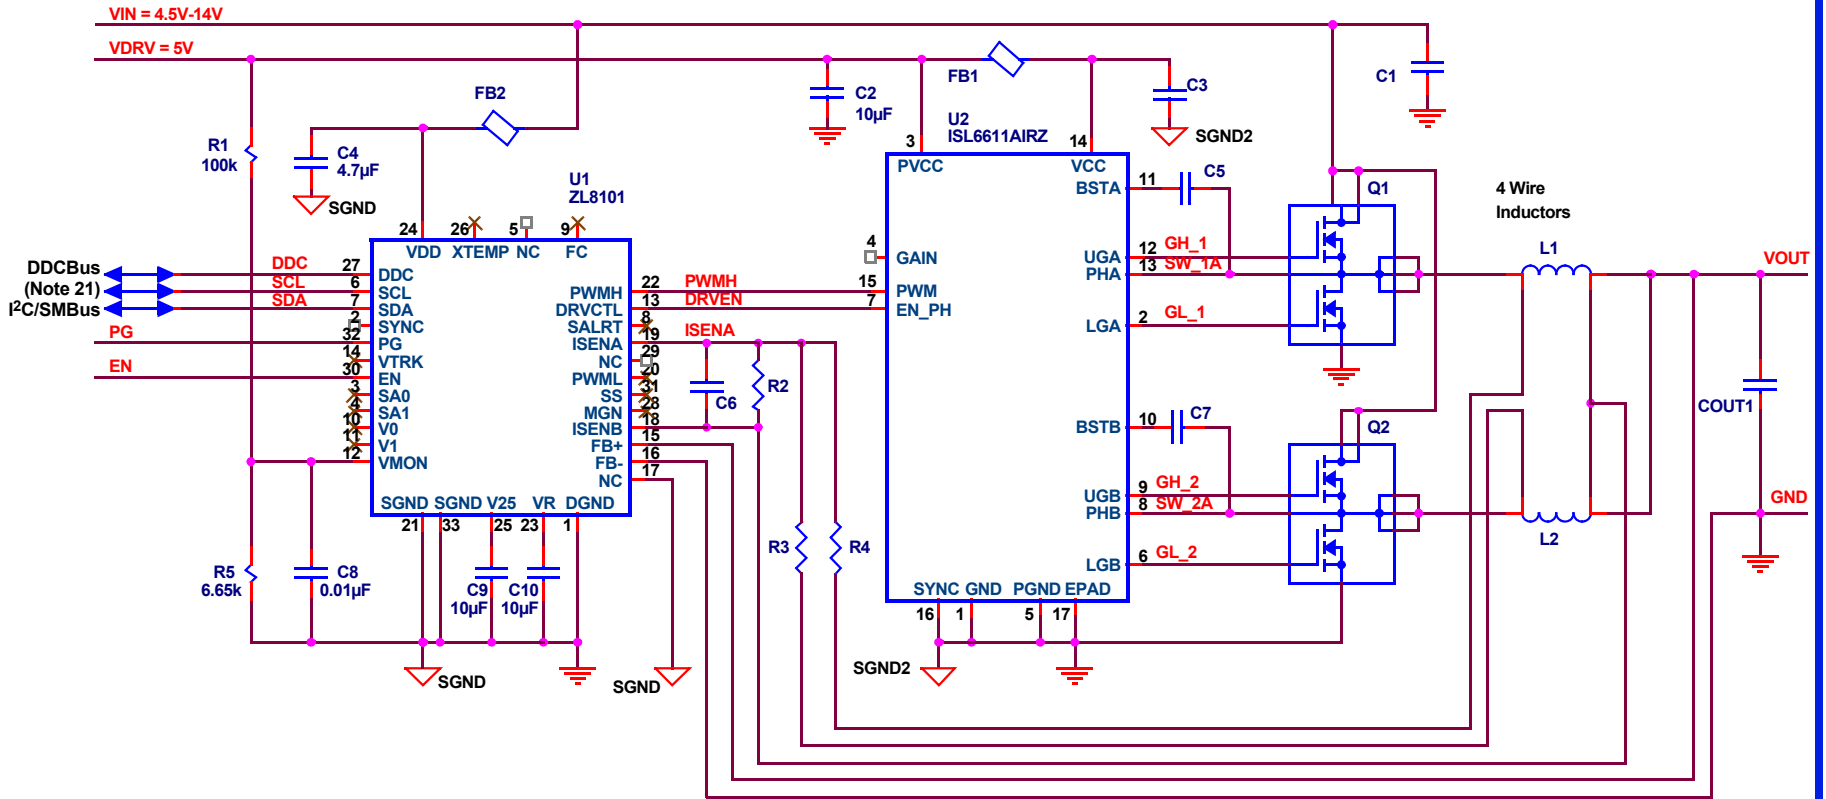 VIN = 4.5V-14V
VDRV = 5V
FB2
FB1
C2
10µF
C3
C1
R1
100k
C4
4.7µF
SGND
U1
ZL8101
U2
ISL6611AIRZ
SGND2
3
14
PVCC
VCC
24
26
5
9
VDD
XTEMP
NC
FC
DDCBus
(Note 21)
I²C/SMBus
DDC
SCL
SDA
PG
EN
27
6
7
2
32
14
30
3
4
10
11
12
DDC
SCL
SDA
SYNC
PG
VTRK
EN
SA0
SA1
V0
V1
VMON
PWMH
DRVCTL
SALRT
ISENA
NC
PWML
SS
MGN
ISENB
FB+
FB-
NC
22
13
8
19
29
20
31
28
18
15
16
17
PWMH
DRVEN
ISENA
SGND
SGND
V25
VR
DGND
21
33
25
23
1
4
15
7
GAIN
PWM
EN_PH
BSTA
UGA
PHA
LGA
BSTB
UGB
PHB
LGB
11
12
13
2
10
9
8
6
C5
GH_1
SW_1A
GL_1
C7
GH_2
SW_2A
GL_2
Q1
Q2
4 Wire
Inductors
L1
L2
VOUT
COUT1
GND
C6
R2
R3
R4
R5
6.65k
C8
0.01µF
C9
10µF
C10
10µF
SYNC
GND
PGND
EPAD
16
1
5
17
SGND
SGND
SGND2